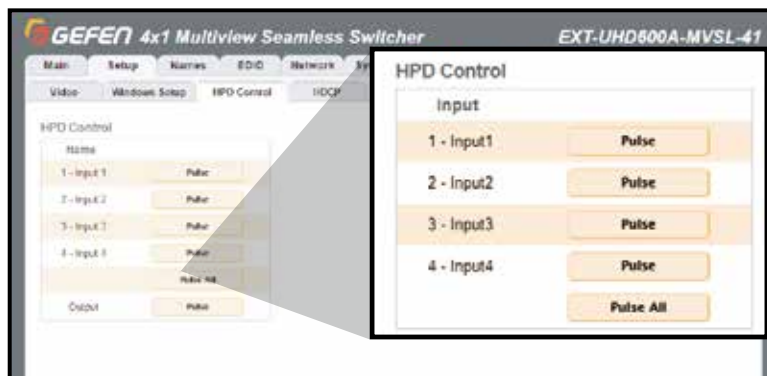 GEFEN 4x1 Multiview Seamless Switcher EXT-UHD600A-MVSL-41
Main Setup Names EDID Network
Video Windows Setup HPD Control HDCP
HPD Control
Name
1 - Input 1 Pulse
2 - Input 2 Pulse
3 - Input 3 Pulse
4 - Input 4 Pulse
Pulse All
Output Pulse
HPD Control
Input
1 - Input1 Pulse
2 - Input2 Pulse
3 - Input3 Pulse
4 - Input4 Pulse
Pulse All